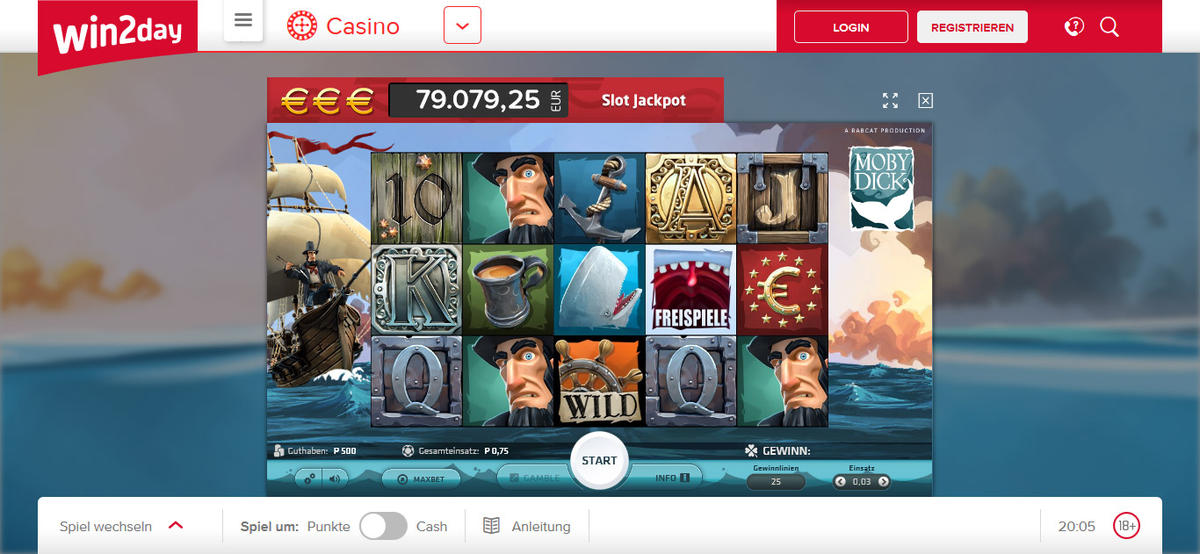 win2day
Casino
LOGIN
REGISTRIEREN
€€€ 79.079,25 EUR Slot Jackpot
A RABCAT PRODUCTION
MOBY
DICK
10 A J
K FREISPIELE €
Q WILD Q
Guthaben: P 500
Gesamteinsatz: P 0,75
START
GEWINN:
MAXBET
GAMBLE
INFO
Gewinnlinien
25
Einsatz
0,03
Spiel wechseln
Spiel um: Punkte Cash
Anleitung
20:05
18+